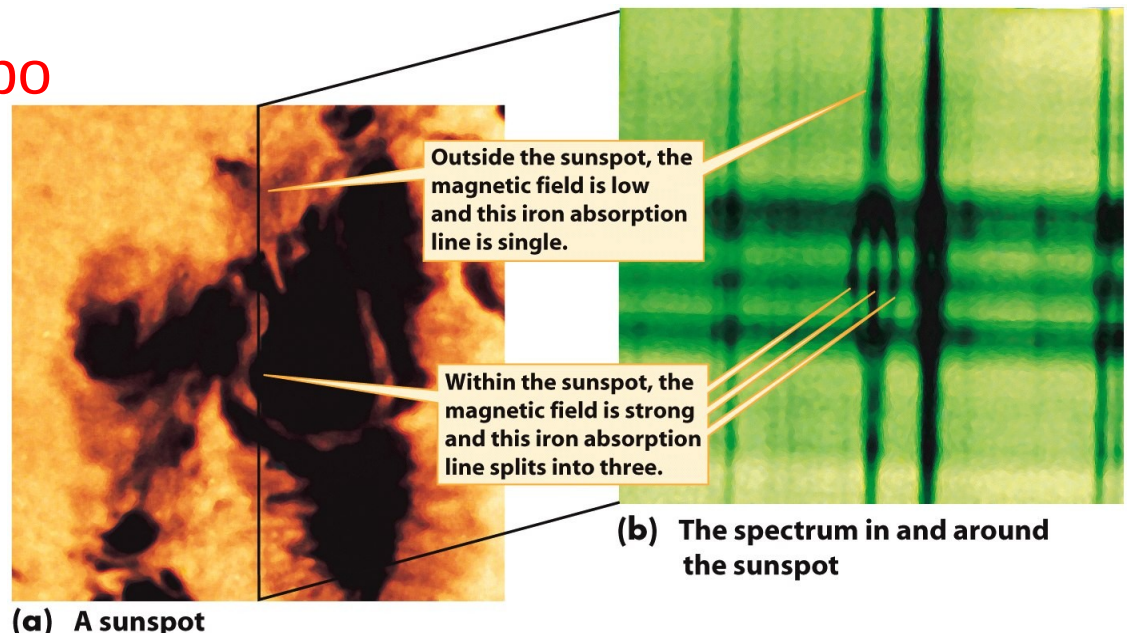 Outside the sunspot, the
magnetic field is low
and this iron absorption
line is single.
Within the sunspot, the
magnetic field is strong
and this iron absorption
line splits into three.
(b) The spectrum in and around
the sunspot
(a) A sunspot